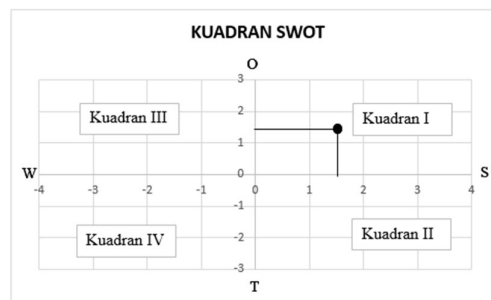 KUADRAN SWOT
O
3
Kuadran III
2
Kuadran I
1
W
0
S
-4 -3 -2 -1 0 1 2 3 4
-1
Kuadran IV
-2
Kuadran II
-3
T